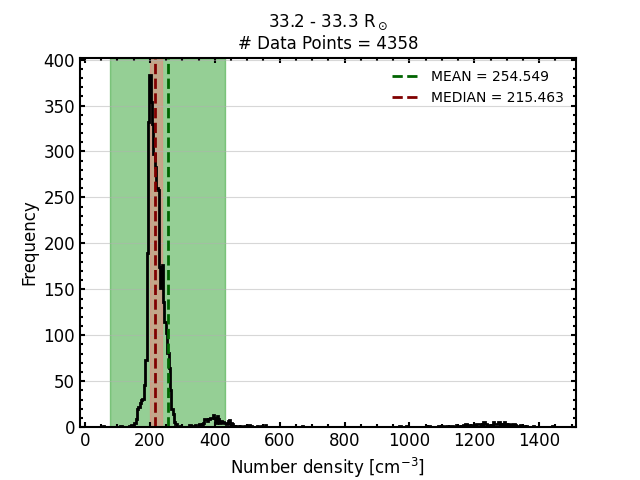 33.2 - 33.3 R⊙
# Data Points = 4358
400
350
300
250
200
150
100
50
0
Frequency
MEAN = 254.549
MEDIAN = 215.463
0 200 400 600 800 1000 1200 1400
Number density [cm⁻³]